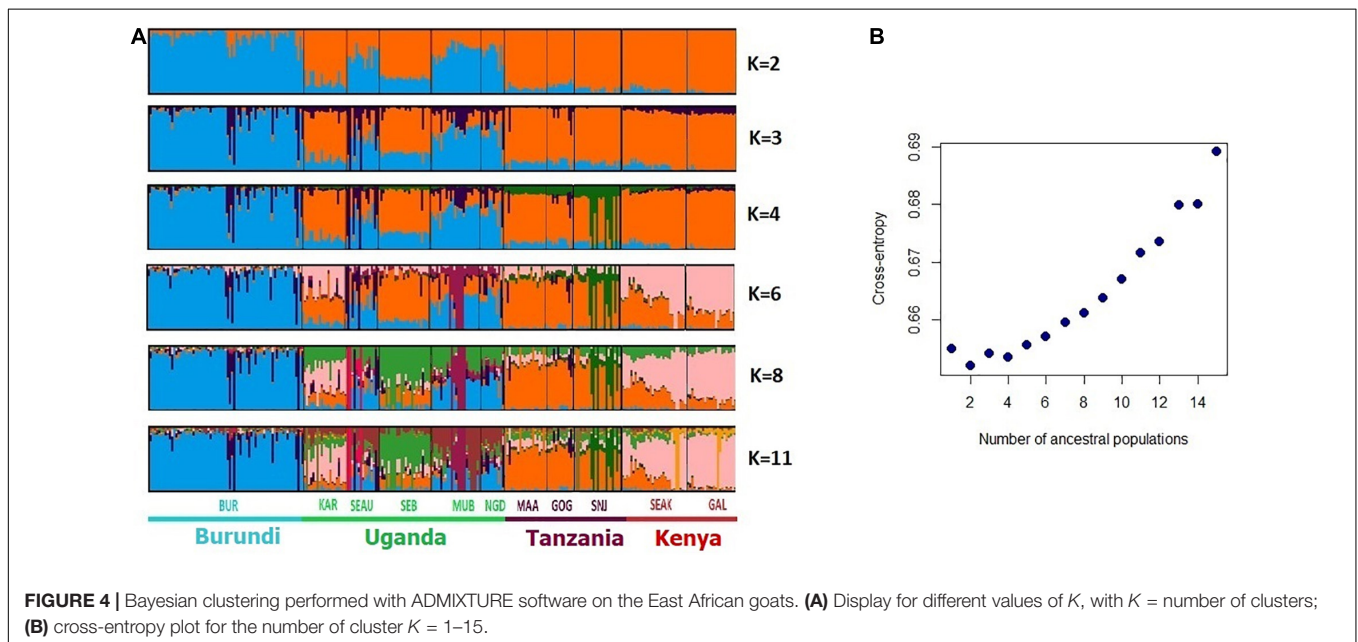 A
K=2
K=3
K=4
K=6
K=8
K=11
BUR KAR SEAU SEB MUB NGD MAA GOG SNJ SEAK GAL
Burundi Uganda Tanzania Kenya
B
0.69
0.68
0.67
0.66
Cross-entropy
2 4 6 8 10 12 14
Number of ancestral populations
FIGURE 4 | Bayesian clustering performed with ADMIXTURE software on the East African goats. (A) Display for different values of K, with K = number of clusters;
(B) cross-entropy plot for the number of cluster K = 1–15.